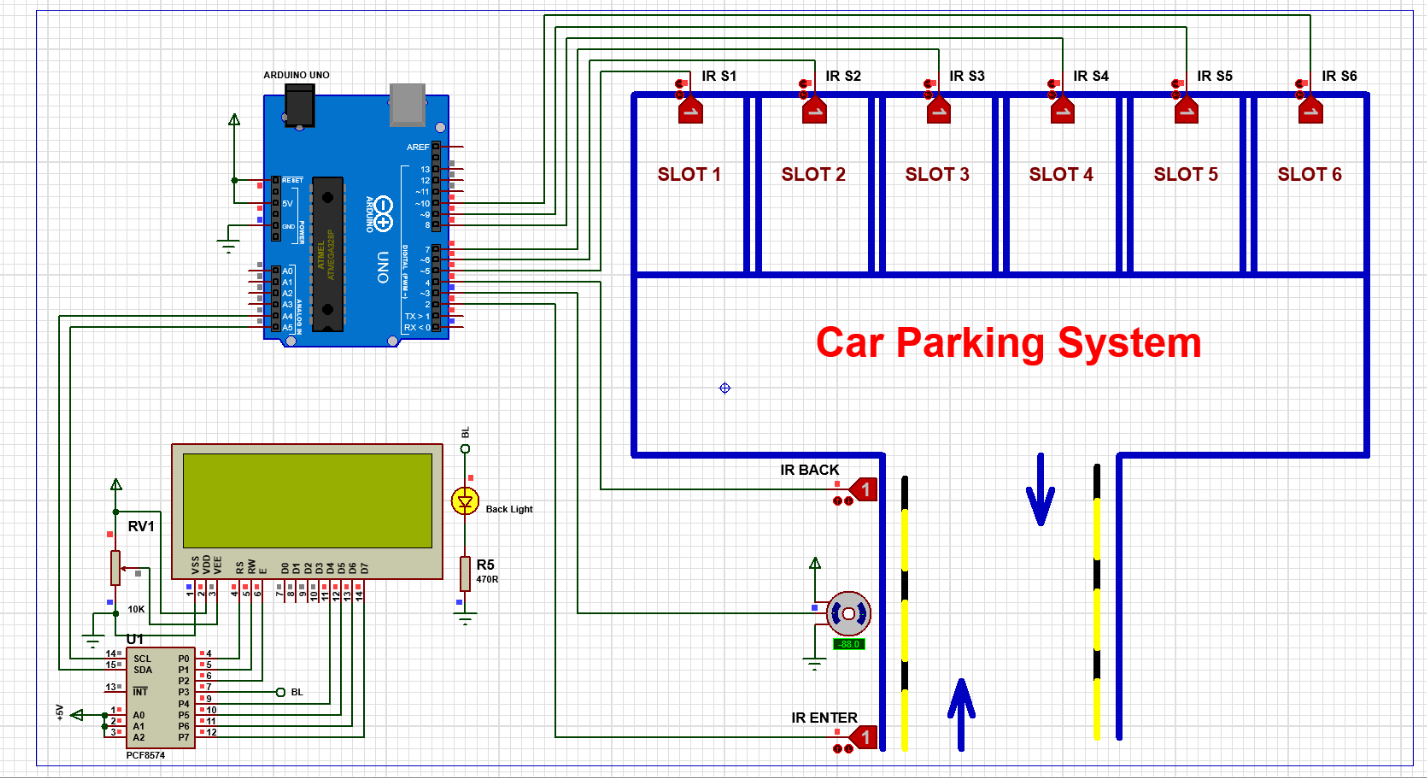 ARDUINO UNO
IR S1
IR S2
IR S3
IR S4
IR S5
IR S6
1
1
1
1
1
1
SLOT 1
SLOT 2
SLOT 3
SLOT 4
SLOT 5
SLOT 6
AREF
13
12
~11
~10
~9
8
7
~6
~5
4
~3
2
TX > 1
RX < 0
RESET
5V
GND
POWER
A0
A1
A2
A3
A4
A5
ANALOG IN
ATMEL
ATMEGA328P
ARDUINO
UNO
DIGITAL (PWM ~)
Car Parking System
BL
Back Light
R5
470R
RV1
10K
VSS
VDD
VEE
RS
RW
E
D0
D1
D2
D3
D4
D5
D6
D7
1
2
3
4
5
6
7
8
9
10
11
12
13
14
IR BACK
1
-88.0
IR ENTER
1
U1
14
SCL
15
SDA
13
INT
1
A0
2
A1
3
A2
P0
4
P1
5
P2
6
P3
7
P4
9
P5
10
P6
11
P7
12
BL
+5V
PCF8574